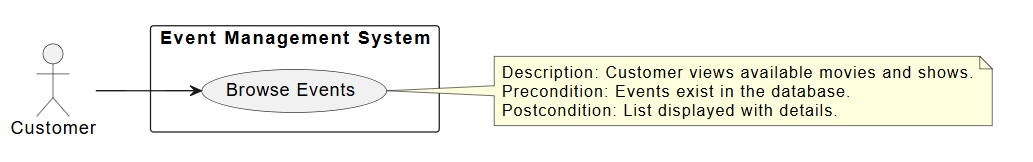 Event Management System
Browse Events
Customer
Description: Customer views available movies and shows.
Precondition: Events exist in the database.
Postcondition: List displayed with details.